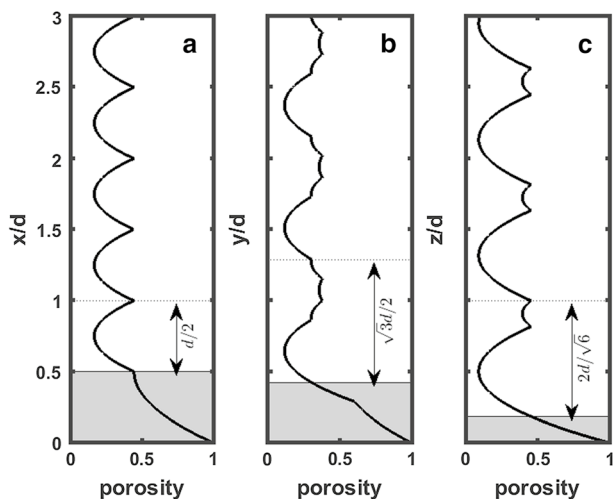 a
b
c
3
2.5
2
1.5
1
0.5
0
x/d
y/d
z/d
d/2
√3d/2
2d/√6
0 0.5 1
0 0.5 1
0 0.5 1
porosity porosity porosity